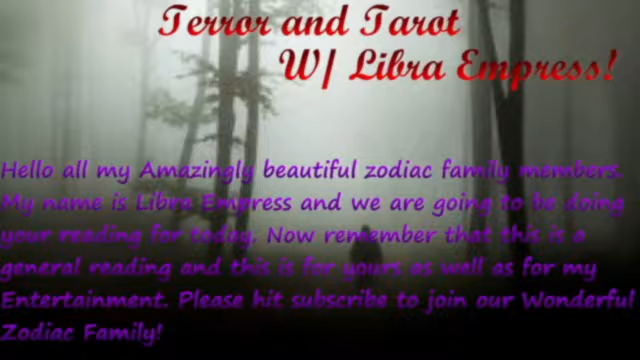 Terror and Tarot
W/ Libra Empress!
Hello all my Amazingly beautiful zodiac family members.
My name is Libra Empress and we are going to be doing
your reading for today. Now remember that this is a
general reading and this is for yours as well as for my
Entertainment. Please hit subscribe to join our Wonderful
Zodiac Family!